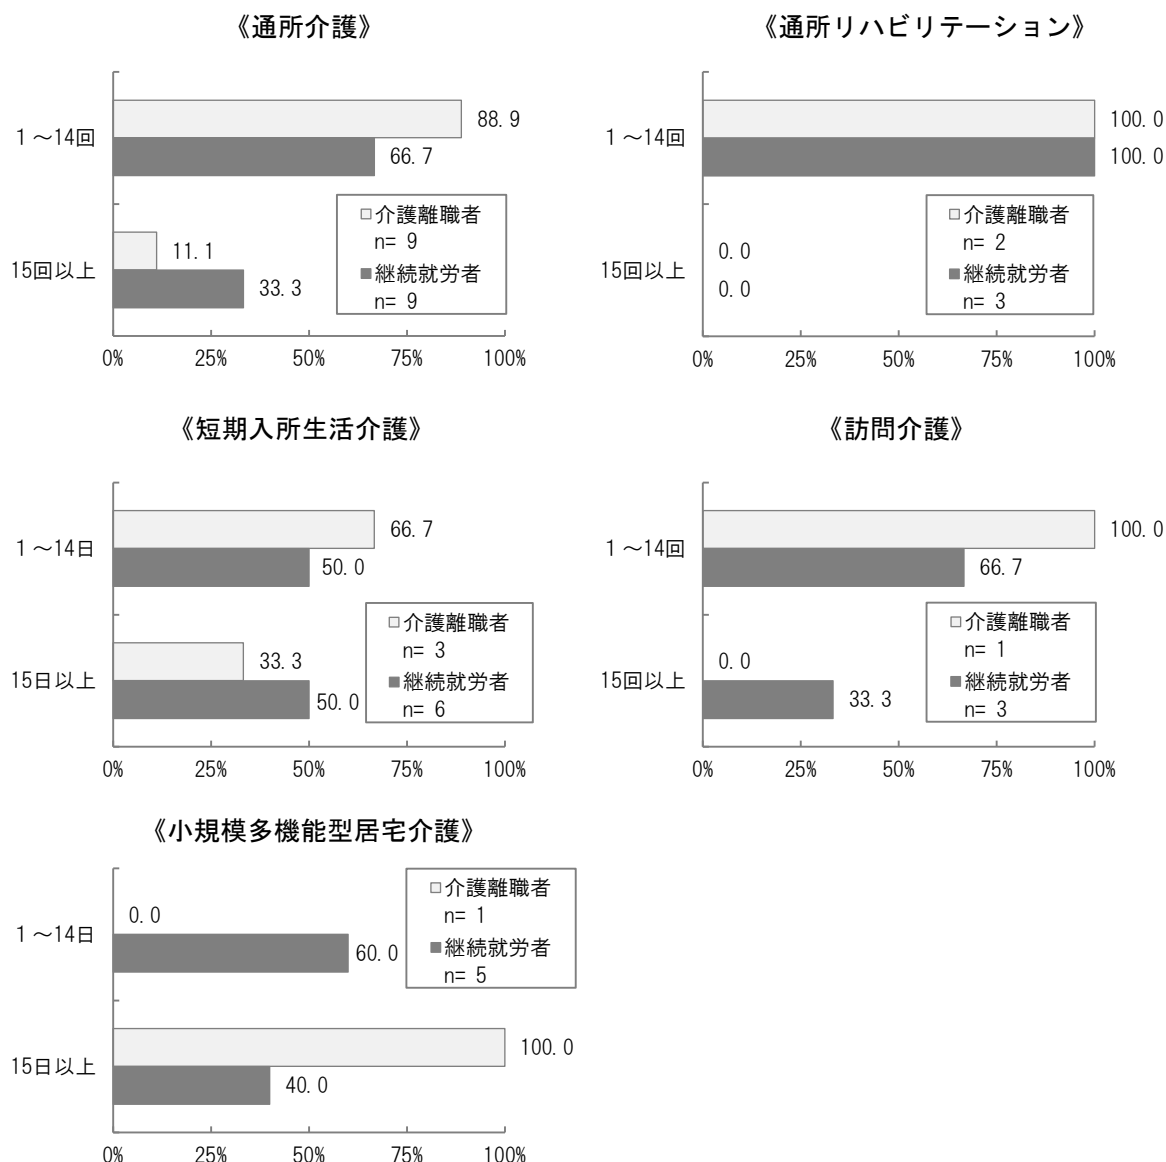 《通所介護》
1～14回
88.9
66.7
15回以上
11.1
33.3
介護離職者
n= 9
継続就労者
n= 9
0% 25% 50% 75% 100%
《通所リハビリテーション》
1～14回
100.0
100.0
15回以上
0.0
0.0
介護離職者
n= 2
継続就労者
n= 3
0% 25% 50% 75% 100%
《短期入所生活介護》
1～14日
66.7
50.0
15日以上
33.3
50.0
介護離職者
n= 3
継続就労者
n= 6
0% 25% 50% 75% 100%
《訪問介護》
1～14回
100.0
66.7
15回以上
0.0
33.3
介護離職者
n= 1
継続就労者
n= 3
0% 25% 50% 75% 100%
《小規模多機能型居宅介護》
1～14日
0.0
60.0
15日以上
100.0
40.0
介護離職者
n= 1
継続就労者
n= 5
0% 25% 50% 75% 100%